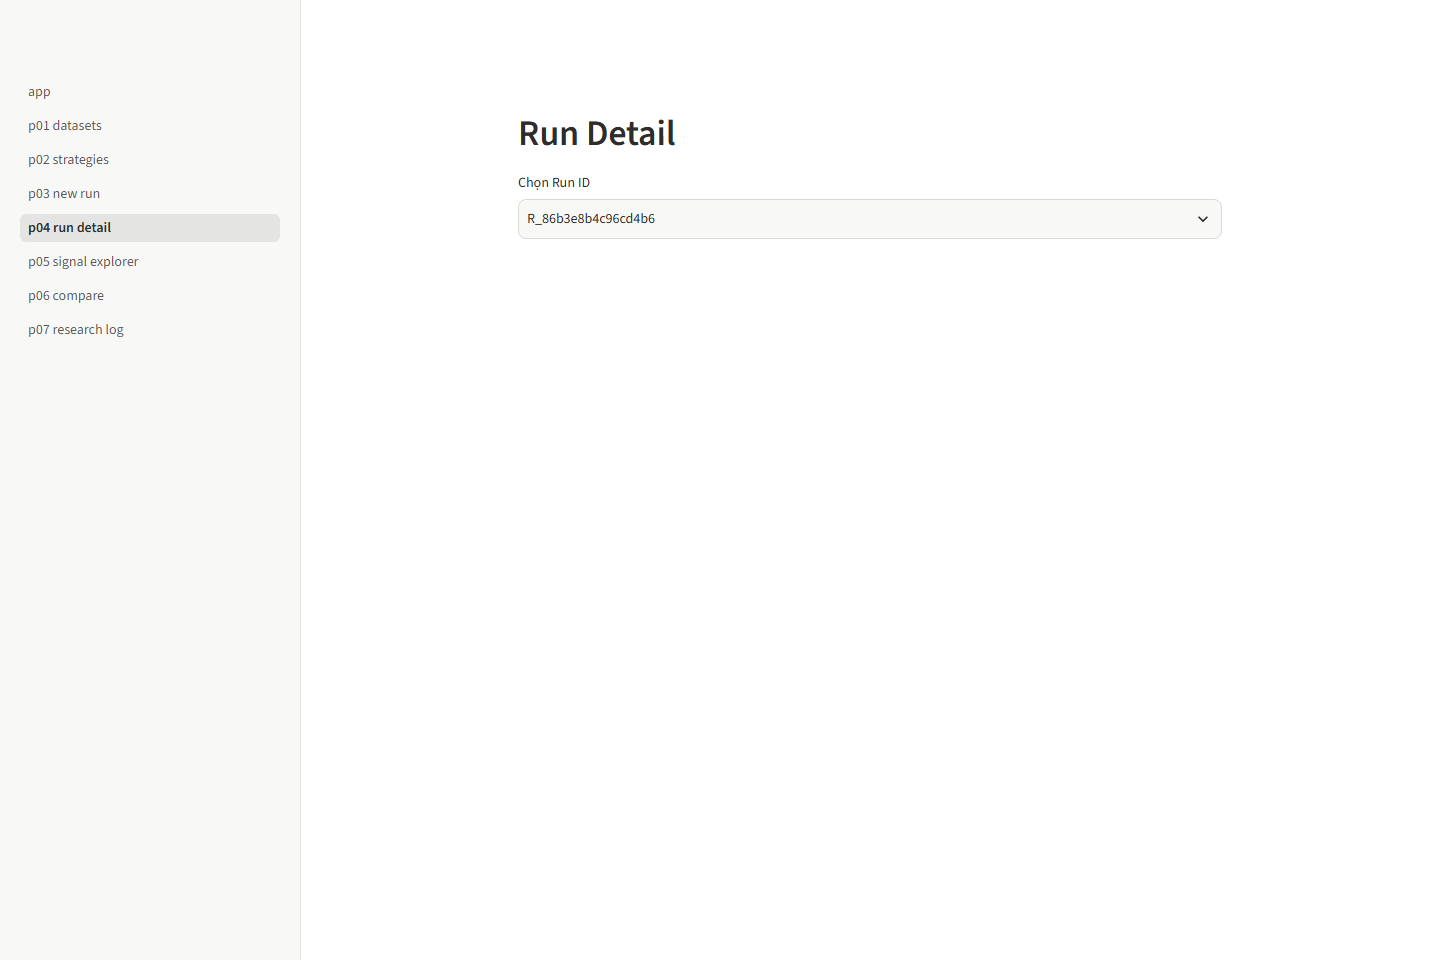 app
p01 datasets
p02 strategies
p03 new run
p04 run detail
p05 signal explorer
p06 compare
p07 research log
Run Detail
Chọn Run ID
R_86b3e8b4c96cd4b6